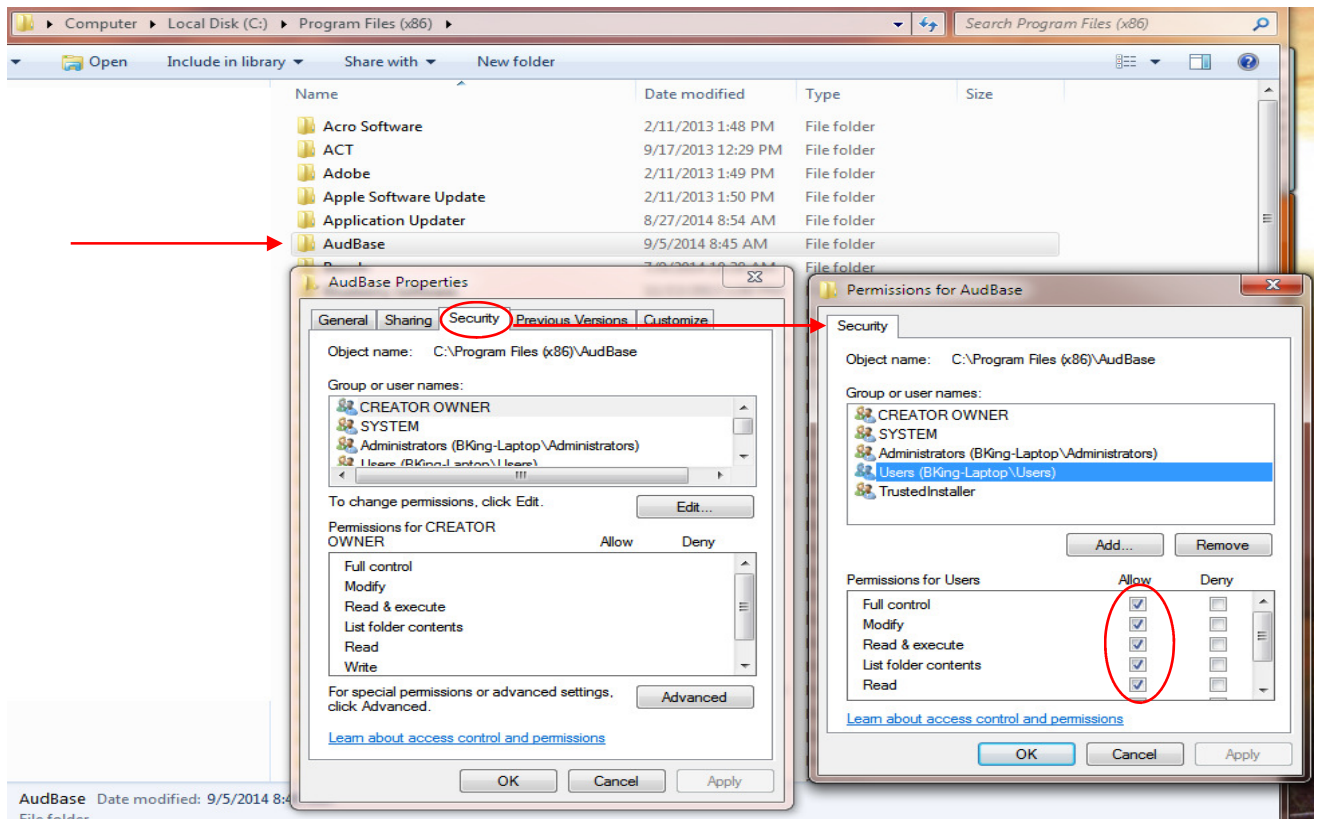 Computer Local Disk (C:) Program Files (x86)
Search Program Files (x86)
Open Include in library Share with New folder
Name Date modified Type Size
Acro Software 2/11/2013 1:48 PM File folder
ACT 9/17/2013 12:29 PM File folder
Adobe 2/11/2013 1:49 PM File folder
Apple Software Update 2/11/2013 1:50 PM File folder
Application Updater 8/27/2014 8:54 AM File folder
AudBase 9/5/2014 8:45 AM File folder
File folder
AudBase Properties
General Sharing Security Previous Versions Customize
Object name: C:\Program Files (x86)\AudBase
Group or user names:
CREATOR OWNER
SYSTEM
Administrators (BKing-Laptop\Administrators)
Users (BKing-Laptop\Users)
To change permissions, click Edit.
Edit...
Permissions for CREATOR
OWNER Allow Deny
Full control
Modify
Read & execute
List folder contents
Read
Write
For special permissions or advanced settings,
click Advanced.
Advanced
Learn about access control and permissions
OK Cancel Apply
Permissions for AudBase
Security
Object name: C:\Program Files (x86)\AudBase
Group or user names:
CREATOR OWNER
SYSTEM
Administrators (BKing-Laptop\Administrators)
Users (BKing-Laptop\Users)
TrustedInstaller
Add... Remove
Permissions for Users Allow Deny
Full control
Modify
Read & execute
List folder contents
Read
Learn about access control and permissions
OK Cancel Apply
AudBase Date modified: 9/5/2014 8:4
File folder